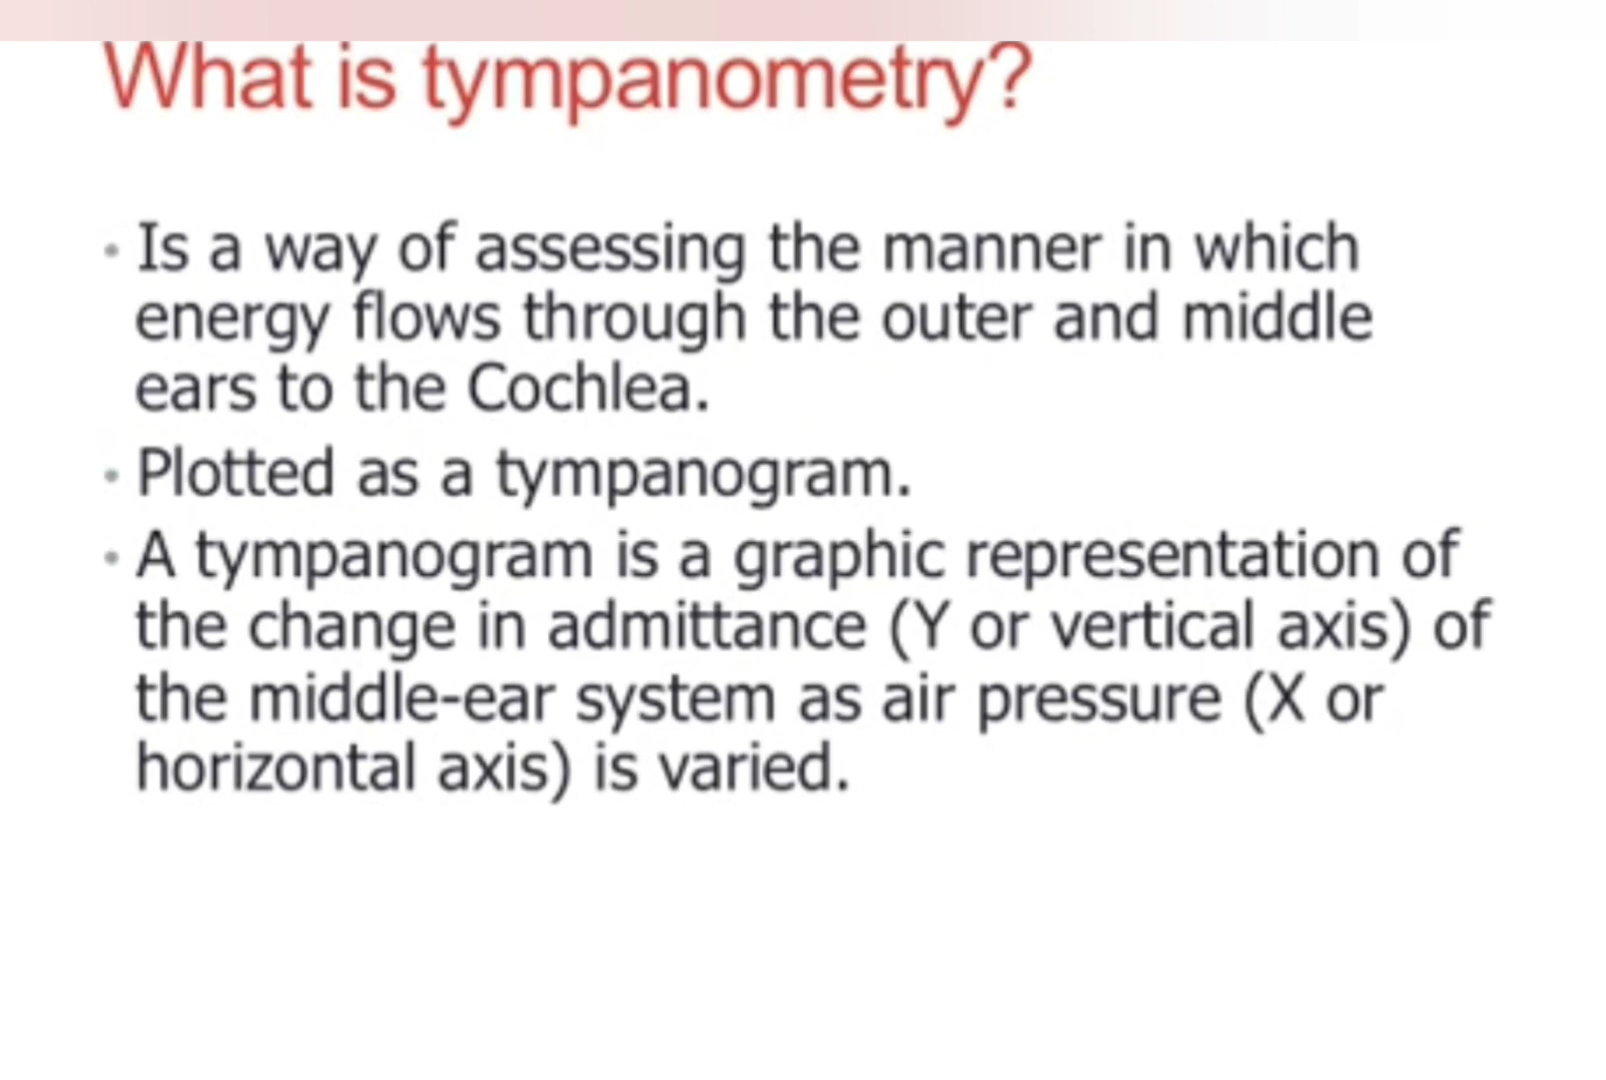 What is tympanometry?
• Is a way of assessing the manner in which
energy flows through the outer and middle
ears to the Cochlea.
• Plotted as a tympanogram.
• A tympanogram is a graphic representation of
the change in admittance (Y or vertical axis) of
the middle-ear system as air pressure (X or
horizontal axis) is varied.